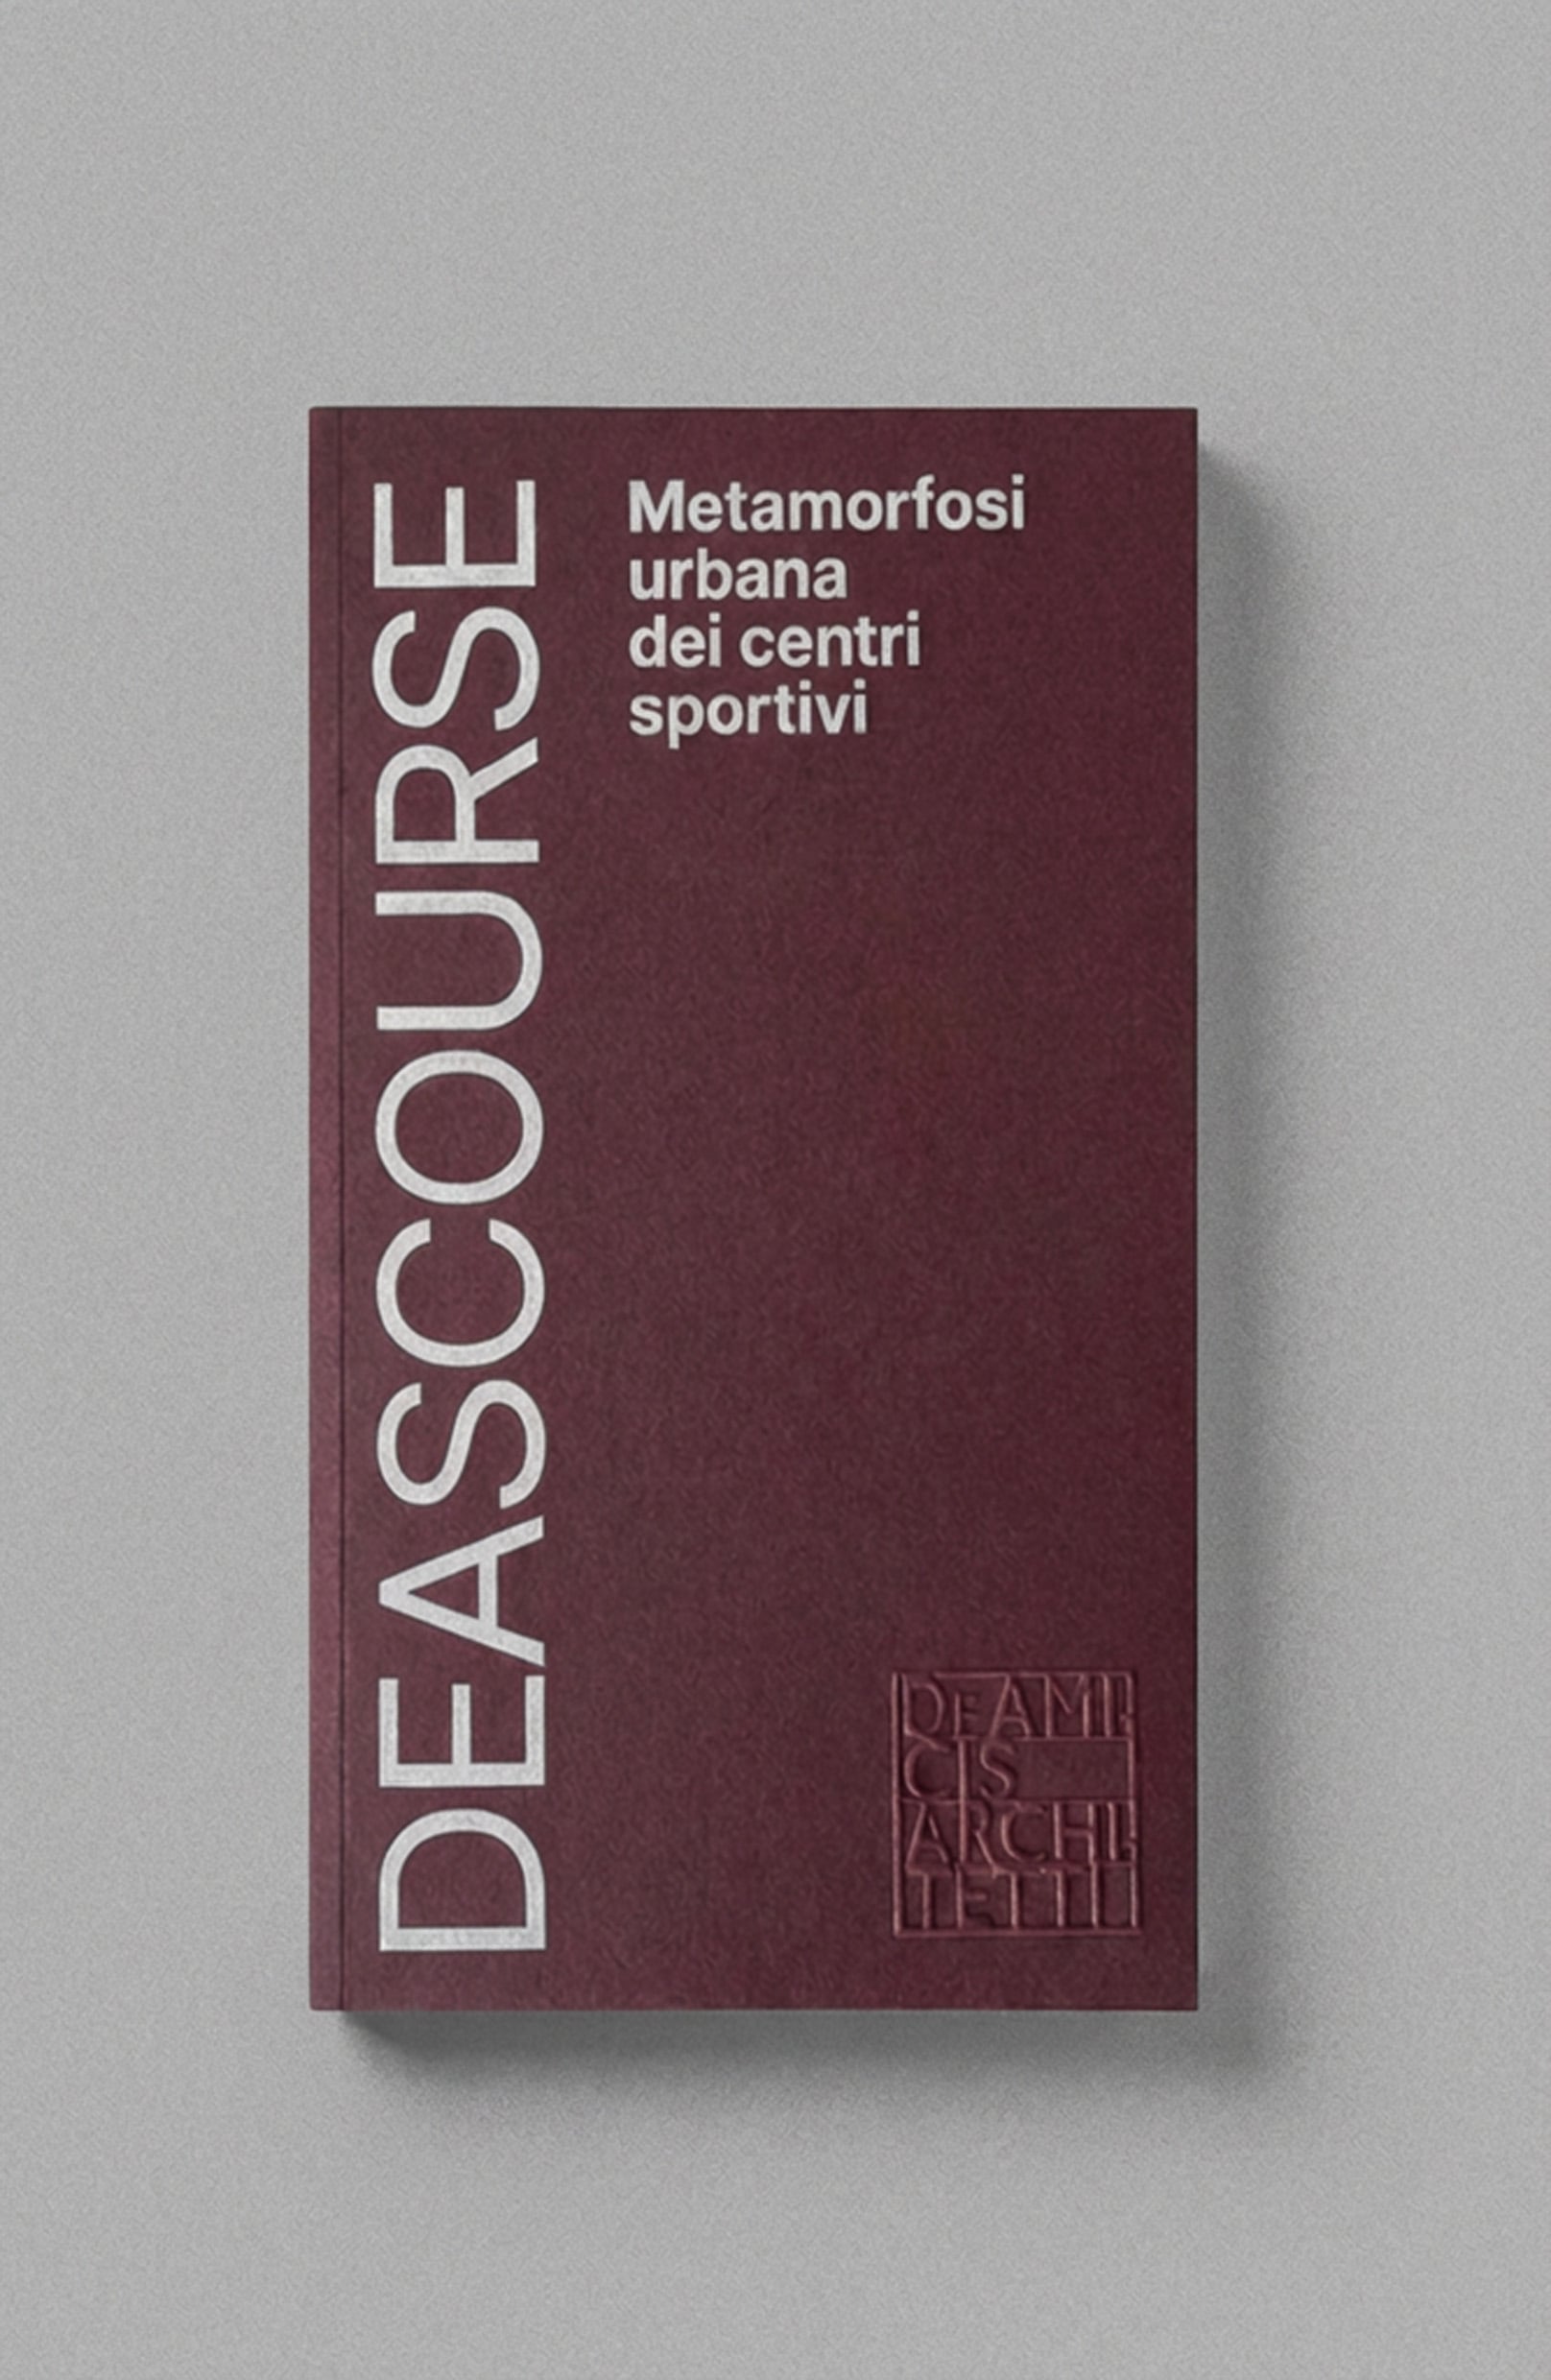 DEASCOURSE
Metamorfosi
urbana
dei centri
sportivi
DEAMI-
CIS
ARCHI-
TETTI